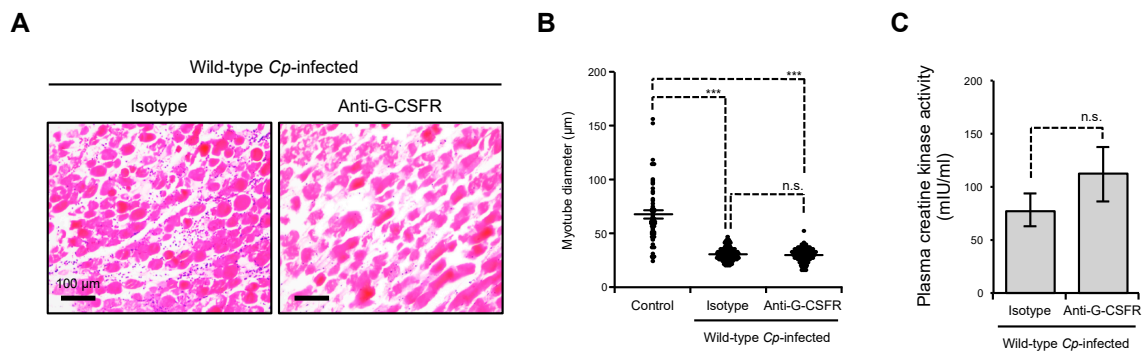 A
Wild-type Cp-infected
Isotype
Anti-G-CSFR
100 µm
B
Myotube diameter (µm)
200
150
100
50
0
***
***
n.s.
Control
Isotype
Anti-G-CSFR
Wild-type Cp-infected
C
Plasma creatine kinase activity
(mIU/ml)
200
150
100
50
0
n.s.
Isotype
Anti-G-CSFR
Wild-type Cp-infected